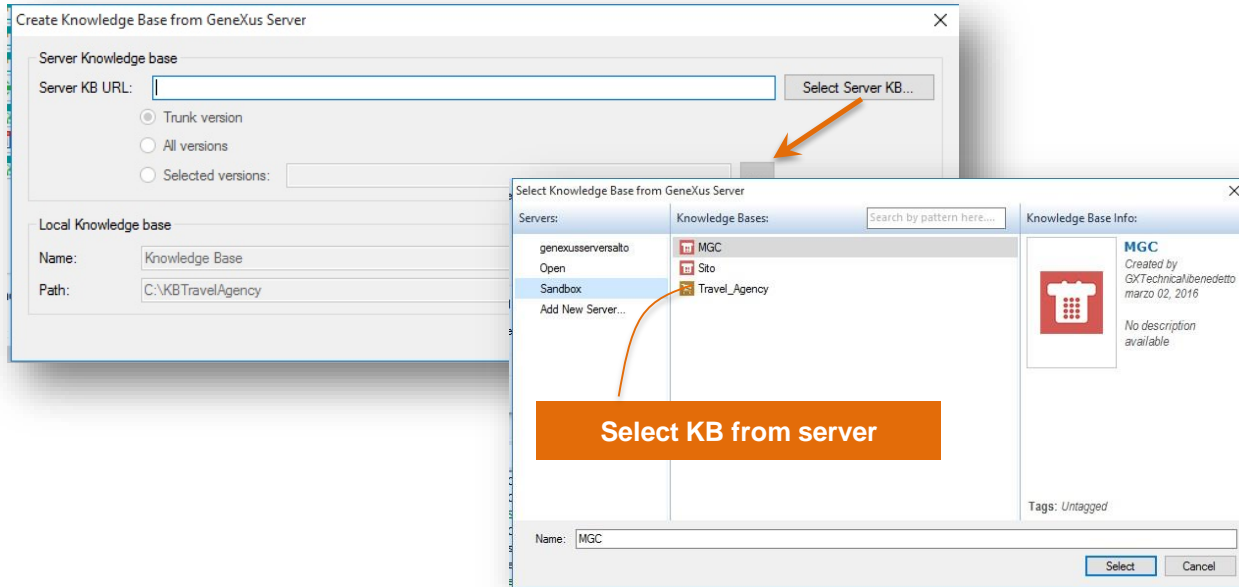 Create Knowledge Base from GeneXus Server
Server Knowledge base
Server KB URL:
Select Server KB...
Trunk version
All versions
Selected versions:
Local Knowledge base
Name:
Knowledge Base
Path:
C:\KBTravelAgency
Select Knowledge Base from GeneXus Server
Servers:
genexusserversalto
Open
Sandbox
Add New Server...
Knowledge Bases:
Search by pattern here....
MGC
Sito
Travel_Agency
Knowledge Base Info:
MGC
Created by
GXTechnical\lbenedetto
marzo 02, 2016
No description
available
Tags: Untagged
Select KB from server
Name:
MGC
Select
Cancel